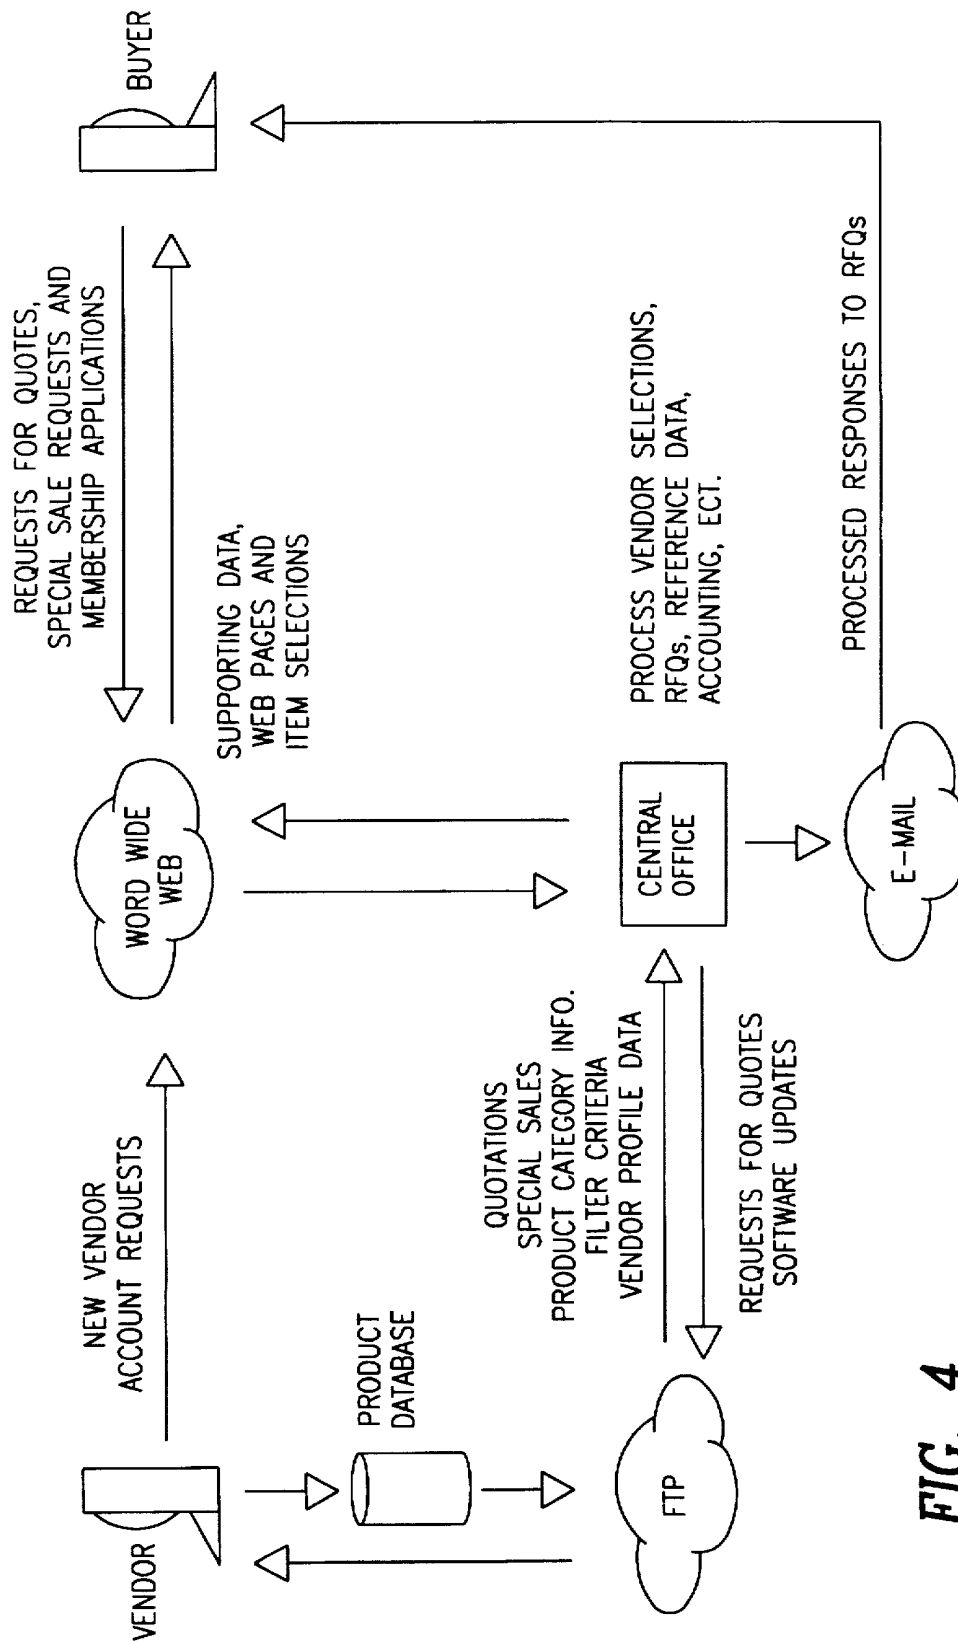 NEW VENDOR
ACCOUNT REQUESTS
VENDOR
WORD WIDE
WEB
REQUESTS FOR QUOTES,
SPECIAL SALE REQUESTS AND
MEMBERSHIP APPLICATIONS
BUYER
SUPPORTING DATA,
WEB PAGES AND
ITEM SELECTIONS
PRODUCT
DATABASE
QUOTATIONS
SPECIAL SALES
PRODUCT CATEGORY INFO.
FILTER CRITERIA
VENDOR PROFILE DATA
FTP
REQUESTS FOR QUOTES
SOFTWARE UPDATES
CENTRAL
OFFICE
PROCESS VENDOR SELECTIONS,
RFQs, REFERENCE DATA,
ACCOUNTING, ECT.
E-MAIL
PROCESSED RESPONSES TO RFQs
FIG. 4